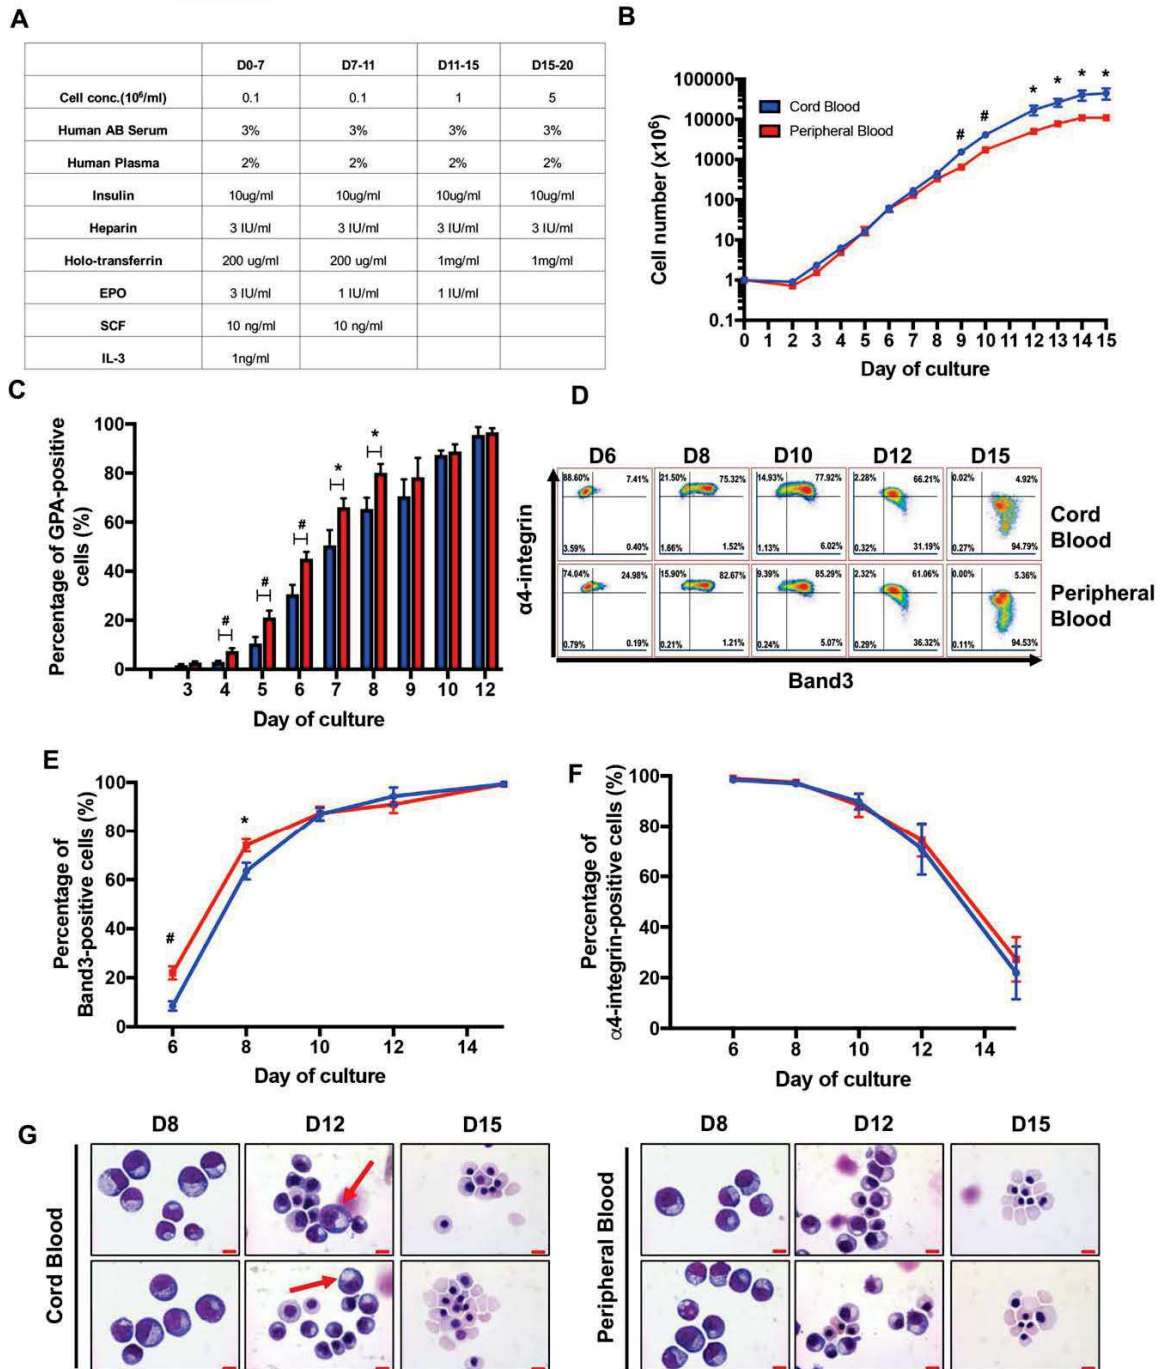 A
D0-7 D7-11 D11-15 D15-20
Cell conc.(10⁶/ml) 0.1 0.1 1 5
Human AB Serum 3% 3% 3% 3%
Human Plasma 2% 2% 2% 2%
Insulin 10ug/ml 10ug/ml 10ug/ml 10ug/ml
Heparin 3 IU/ml 3 IU/ml 3 IU/ml 3 IU/ml
Holo-transferrin 200 ug/ml 200 ug/ml 1mg/ml 1mg/ml
EPO 3 IU/ml 1 IU/ml 1 IU/ml
SCF 10 ng/ml 10 ng/ml
IL-3 1ng/ml
B
Cell number (x10⁶)
100000
10000
1000
100
10
1
0.1
Cord Blood
Peripheral Blood
# # * * * *
0 1 2 3 4 5 6 7 8 9 10 11 12 13 14 15
Day of culture
C
Percentage of GPA-positive
cells (%)
100
80
60
40
20
0
# # # * *
3 4 5 6 7 8 9 10 12
Day of culture
D
α4-integrin
D6 D8 D10 D12 D15
88.60% 7.41% 21.50% 75.32% 14.93% 77.92% 2.28% 66.21% 0.02% 4.92%
3.59% 0.40% 1.66% 1.52% 1.13% 6.02% 0.32% 31.19% 0.27% 94.79%
Cord
Blood
74.04% 24.98% 15.90% 82.67% 9.39% 85.29% 2.32% 61.06% 0.00% 5.36%
0.79% 0.19% 0.21% 1.21% 0.24% 5.07% 0.29% 36.32% 0.11% 94.53%
Peripheral
Blood
Band3
E
Percentage of
Band3-positive cells (%)
100
80
60
40
20
0
# *
6 8 10 12 14
Day of culture
F
Percentage of
α4-integrin-positive cells (%)
100
80
60
40
20
0
6 8 10 12 14
Day of culture
G
Cord Blood
D8 D12 D15
Peripheral Blood
D8 D12 D15